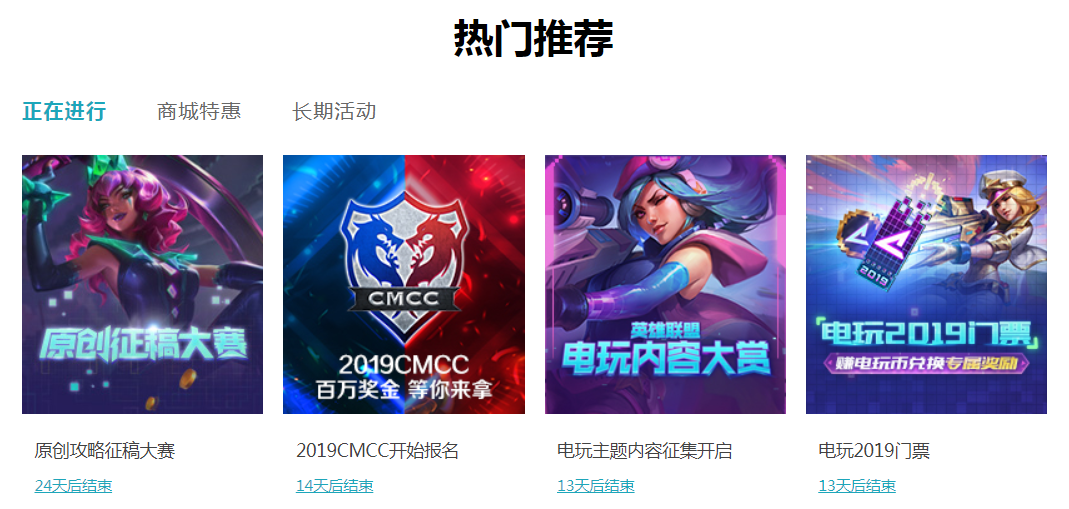 热门推荐
正在进行 商城特惠 长期活动
原创征稿大赛
CMCC
2019CMCC
百万奖金 等你来拿
英雄联盟
电玩内容大赏
2019
电玩2019门票
赚电玩币兑换专属奖励
原创攻略征稿大赛 2019CMCC开始报名 电玩主题内容征集开启 电玩2019门票
24天后结束 14天后结束 13天后结束 13天后结束